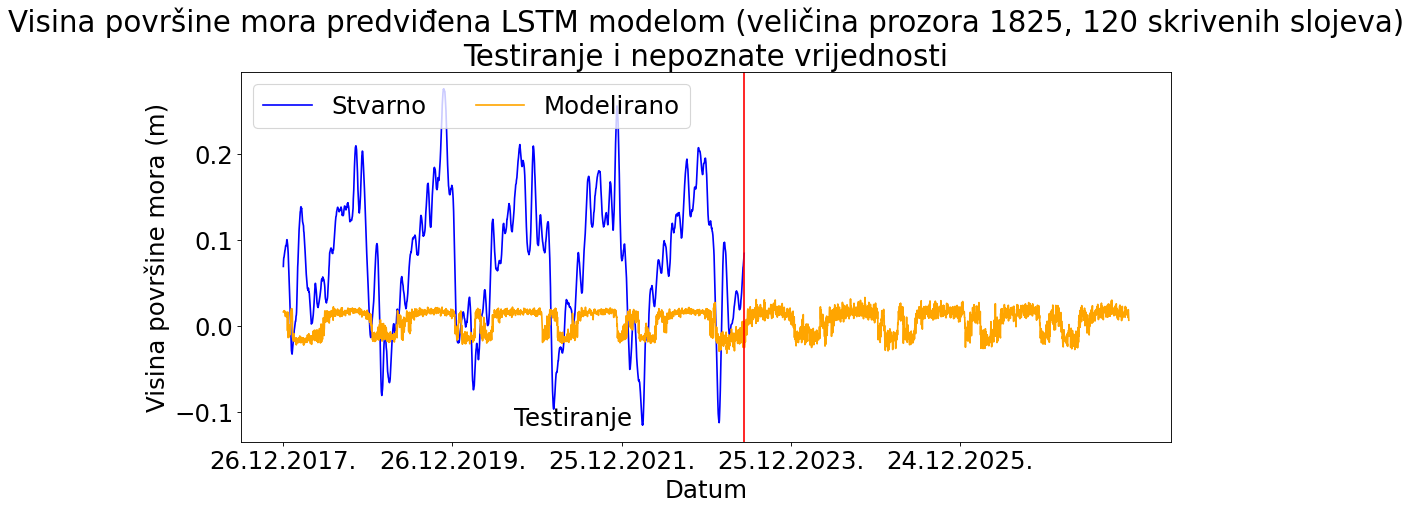 Visina površine mora predviđena LSTM modelom (veličina prozora 1825, 120 skrivenih slojeva)
Testiranje i nepoznate vrijednosti
Stvarno
Modelirano
Visina površine mora (m)
0.2
0.1
0.0
−0.1
Testiranje
26.12.2017.
26.12.2019.
25.12.2021.
25.12.2023.
24.12.2025.
Datum